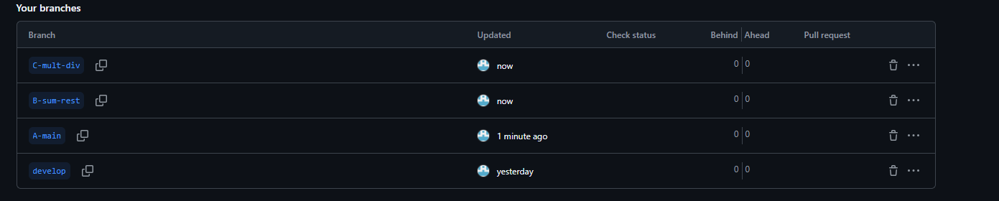 Your branches
Branch Updated Check status Behind Ahead Pull request
C-mult-div now 0 0
B-sum-rest now 0 0
A-main 1 minute ago 0 0
develop yesterday 0 0